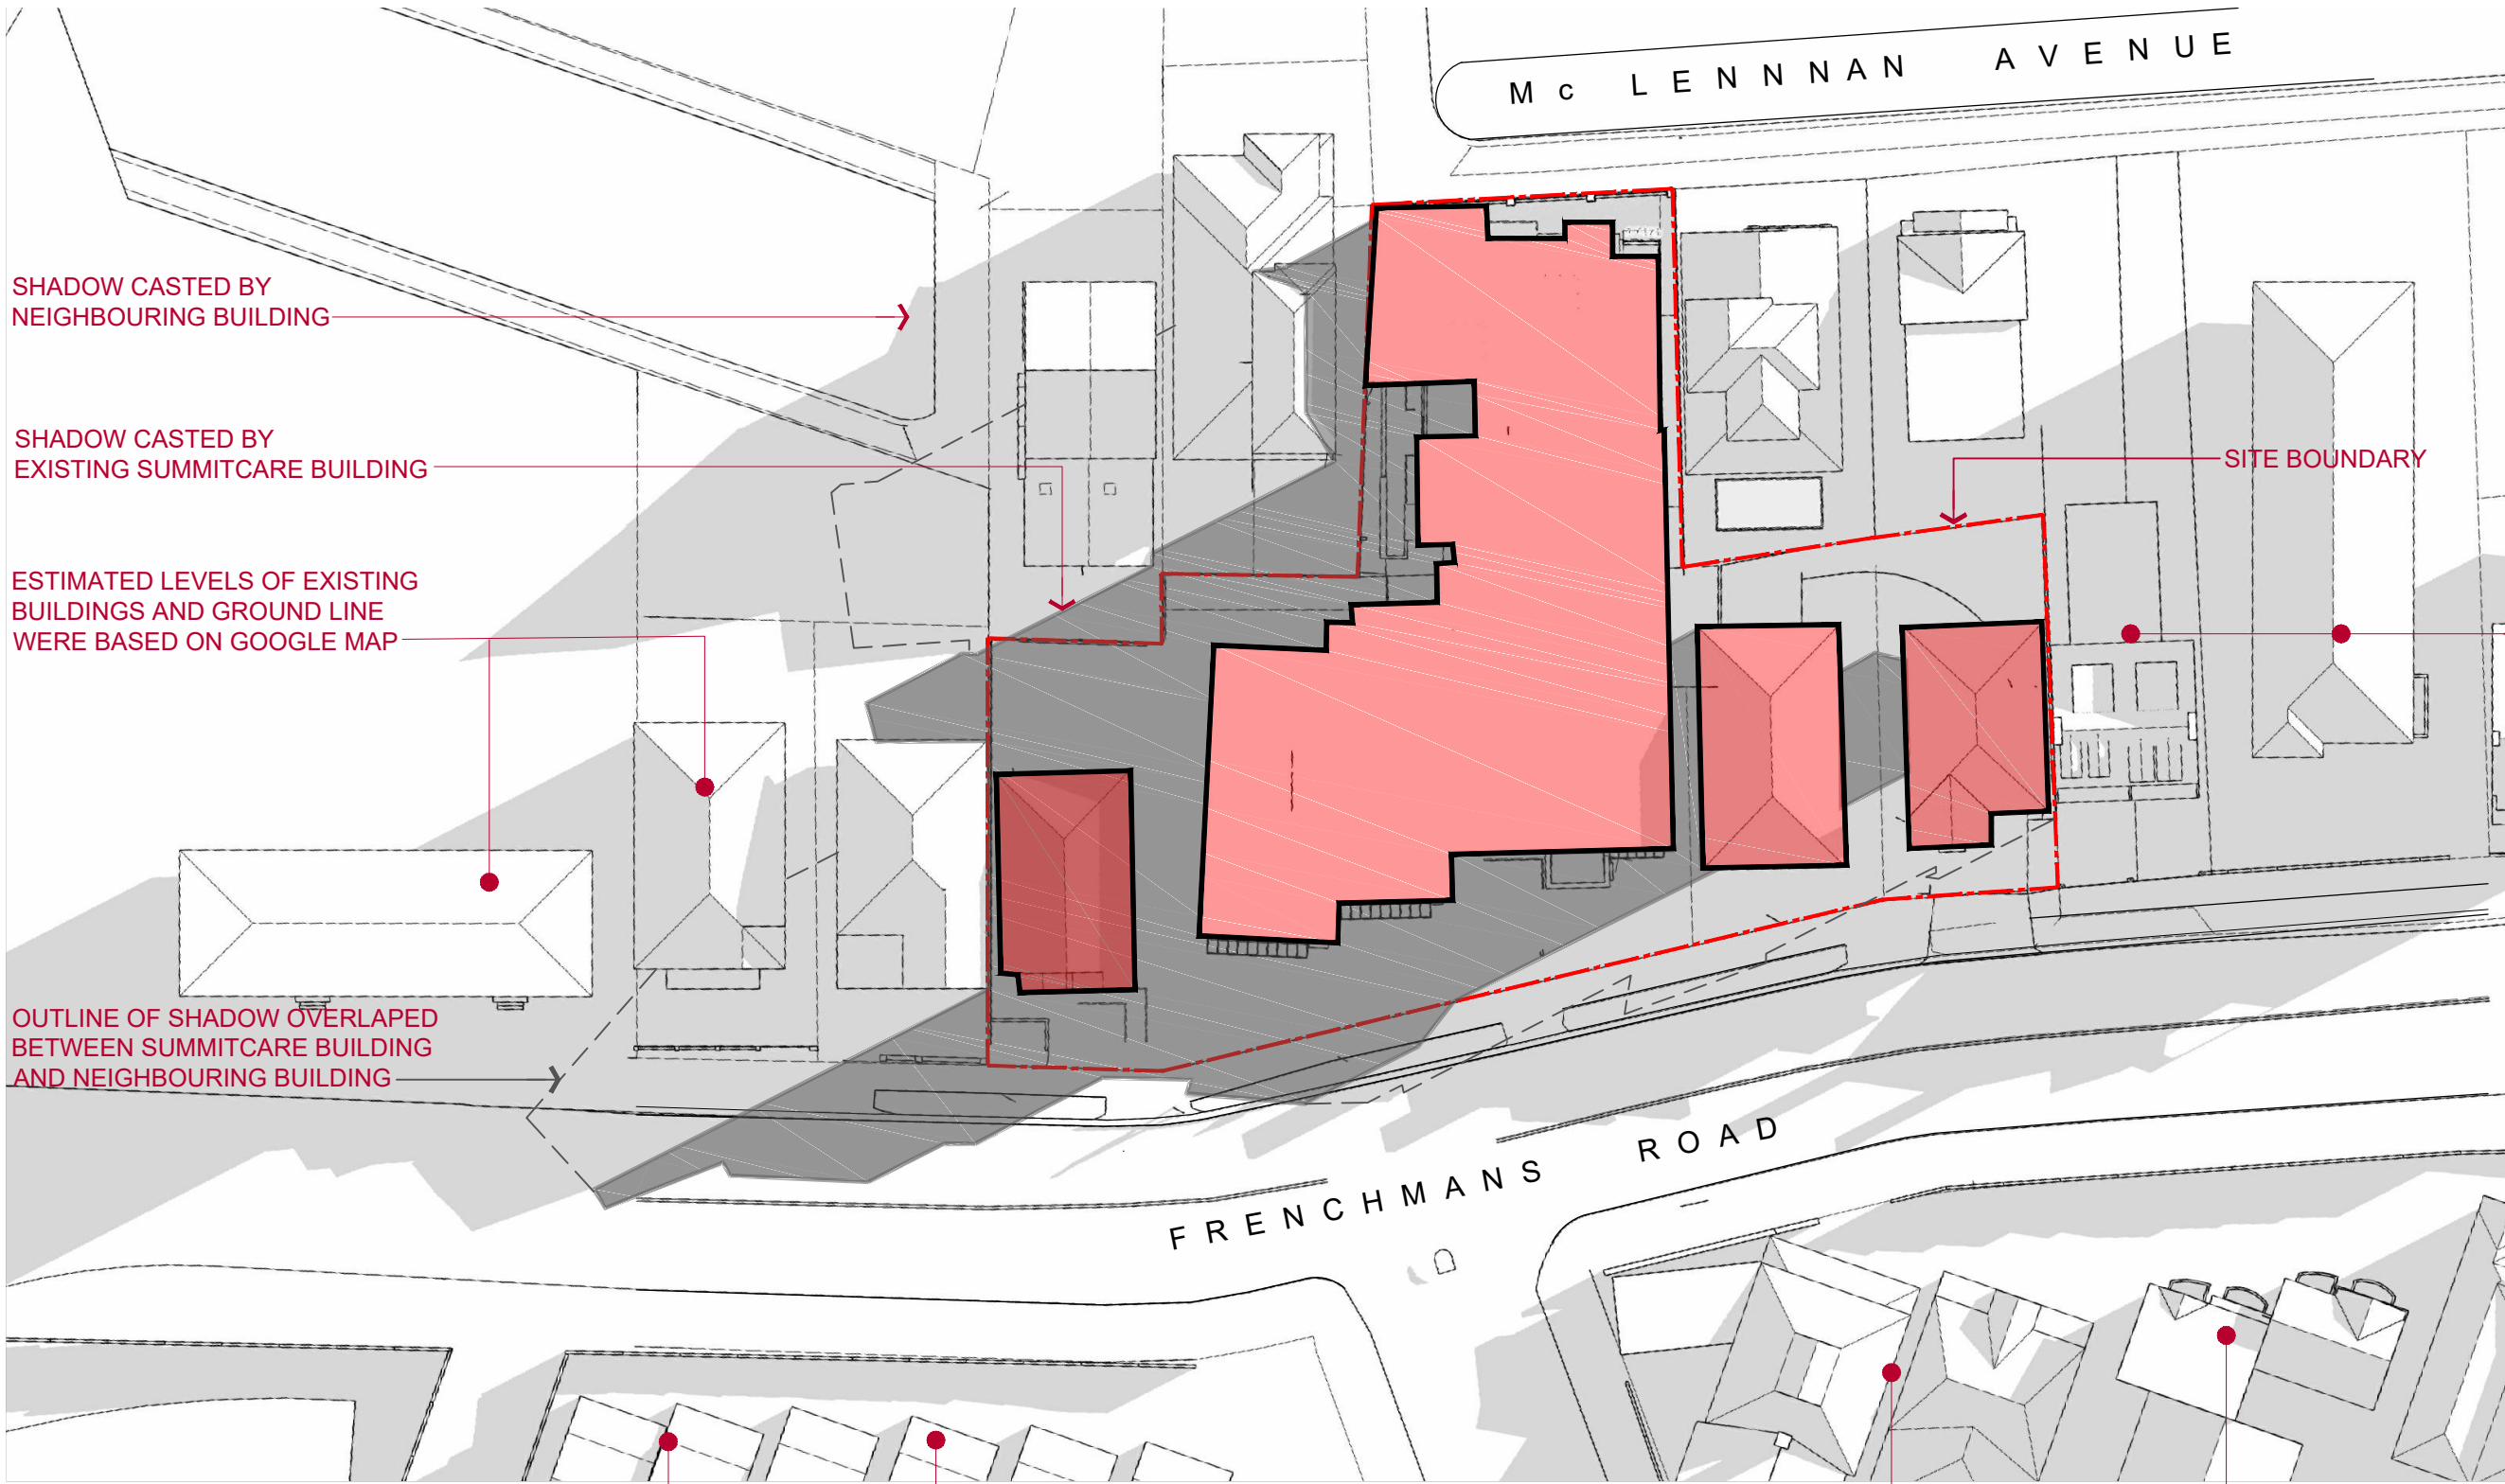 Mc LENNNAN AVENUE
SHADOW CASTED BY
NEIGHBOURING BUILDING
SHADOW CASTED BY
EXISTING SUMMITCARE BUILDING
SITE BOUNDARY
ESTIMATED LEVELS OF EXISTING
BUILDINGS AND GROUND LINE
WERE BASED ON GOOGLE MAP
OUTLINE OF SHADOW OVERLAPED
BETWEEN SUMMITCARE BUILDING
AND NEIGHBOURING BUILDING
FRENCHMANS ROAD